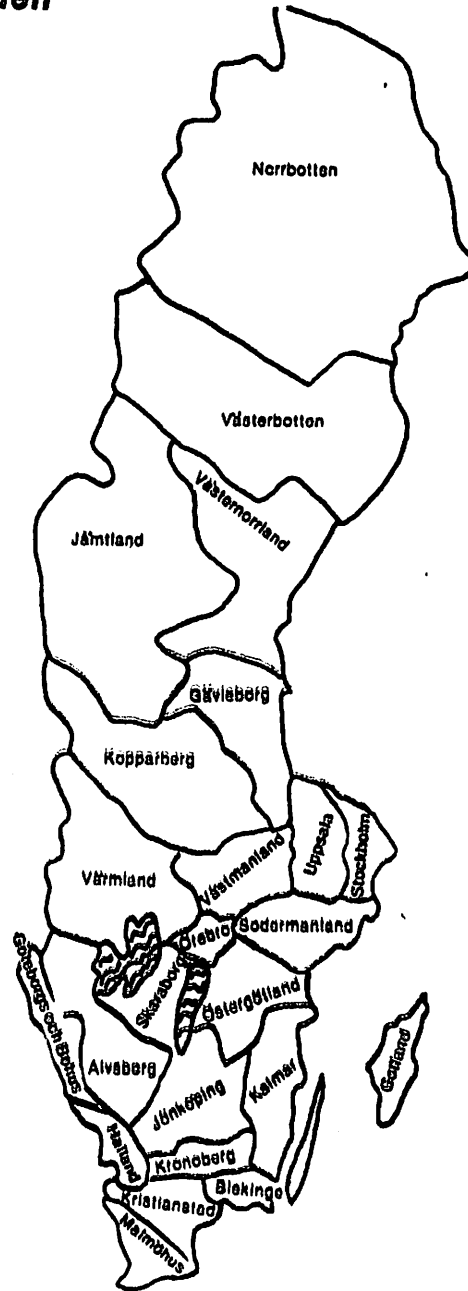 Norrbotten
Västerbotten
Västernorrland
Jämtland
Gävleborg
Kopparberg
Uppsala
Stockholm
Västmanland
Värmland
Örebro
Södermanland
Skaraborg
Östergötland
Göteborgs och Bohus
Alvsborg
Jönköping
Kalmar
Gotland
Halland
Kronoberg
Blekinge
Kristianstad
Malmöhus